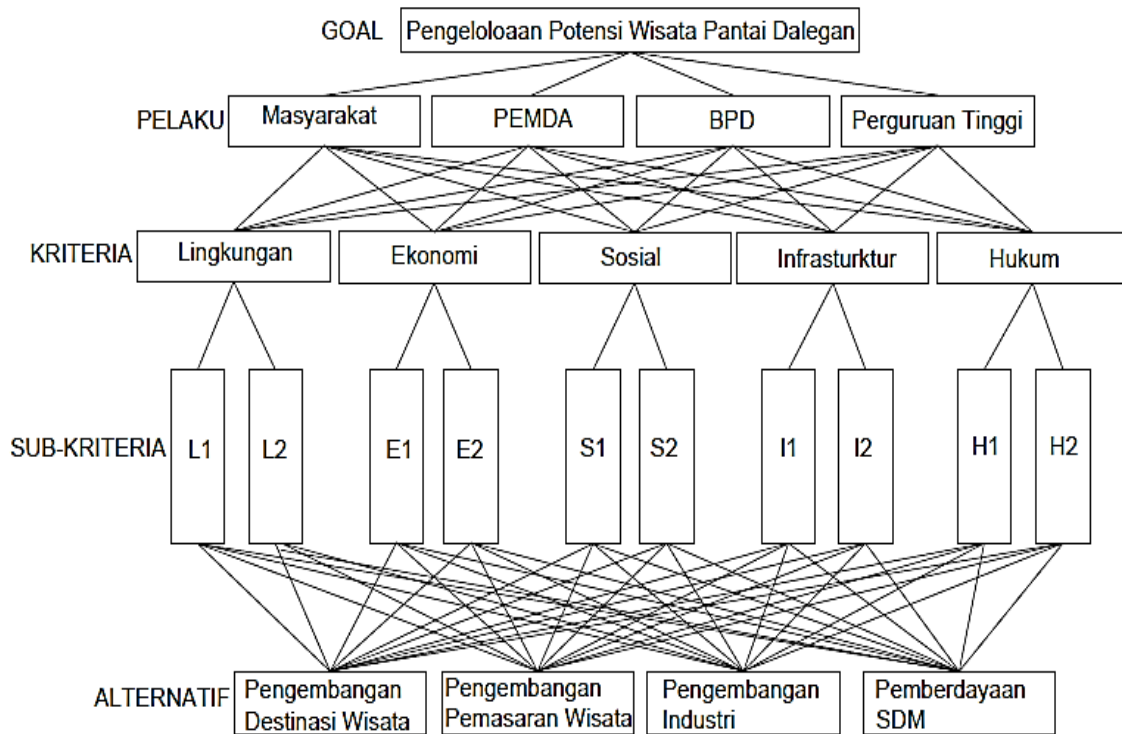 GOAL Pengeloloaan Potensi Wisata Pantai Dalegan
PELAKU Masyarakat PEMDA BPD Perguruan Tinggi
KRITERIA Lingkungan Ekonomi Sosial Infrasturktur Hukum
SUB-KRITERIA L1 L2 E1 E2 S1 S2 I1 I2 H1 H2
ALTERNATIF
Pengembangan
Destinasi Wisata
Pengembangan
Pemasaran Wisata
Pengembangan
Industri
Pemberdayaan
SDM